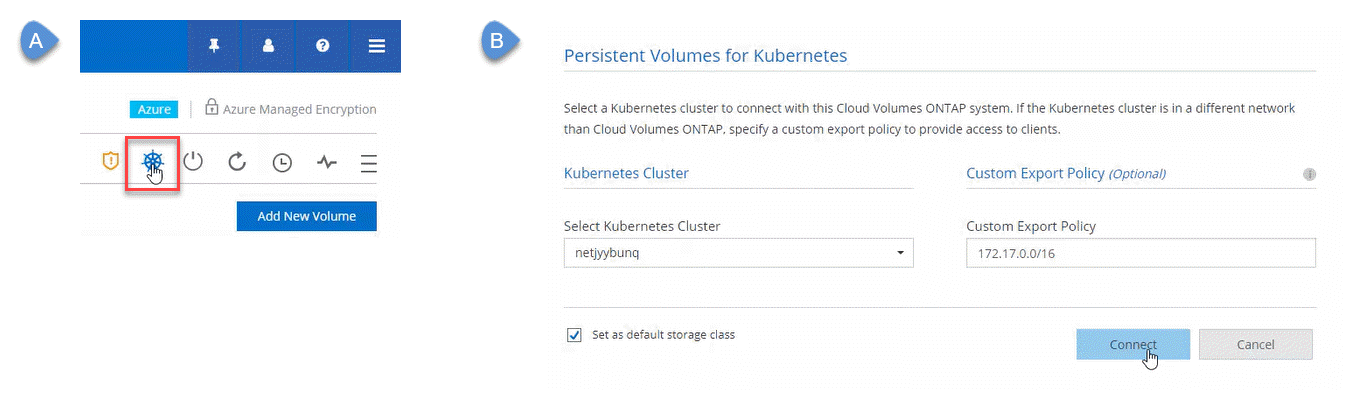 A
Azure
Azure Managed Encryption
Add New Volume
B
Persistent Volumes for Kubernetes
Select a Kubernetes cluster to connect with this Cloud Volumes ONTAP system. If the Kubernetes cluster is in a different network
than Cloud Volumes ONTAP, specify a custom export policy to provide access to clients.
Kubernetes Cluster
Custom Export Policy (Optional)
Select Kubernetes Cluster
Custom Export Policy
netjyybunq
172.17.0.0/16
Set as default storage class
Connect
Cancel